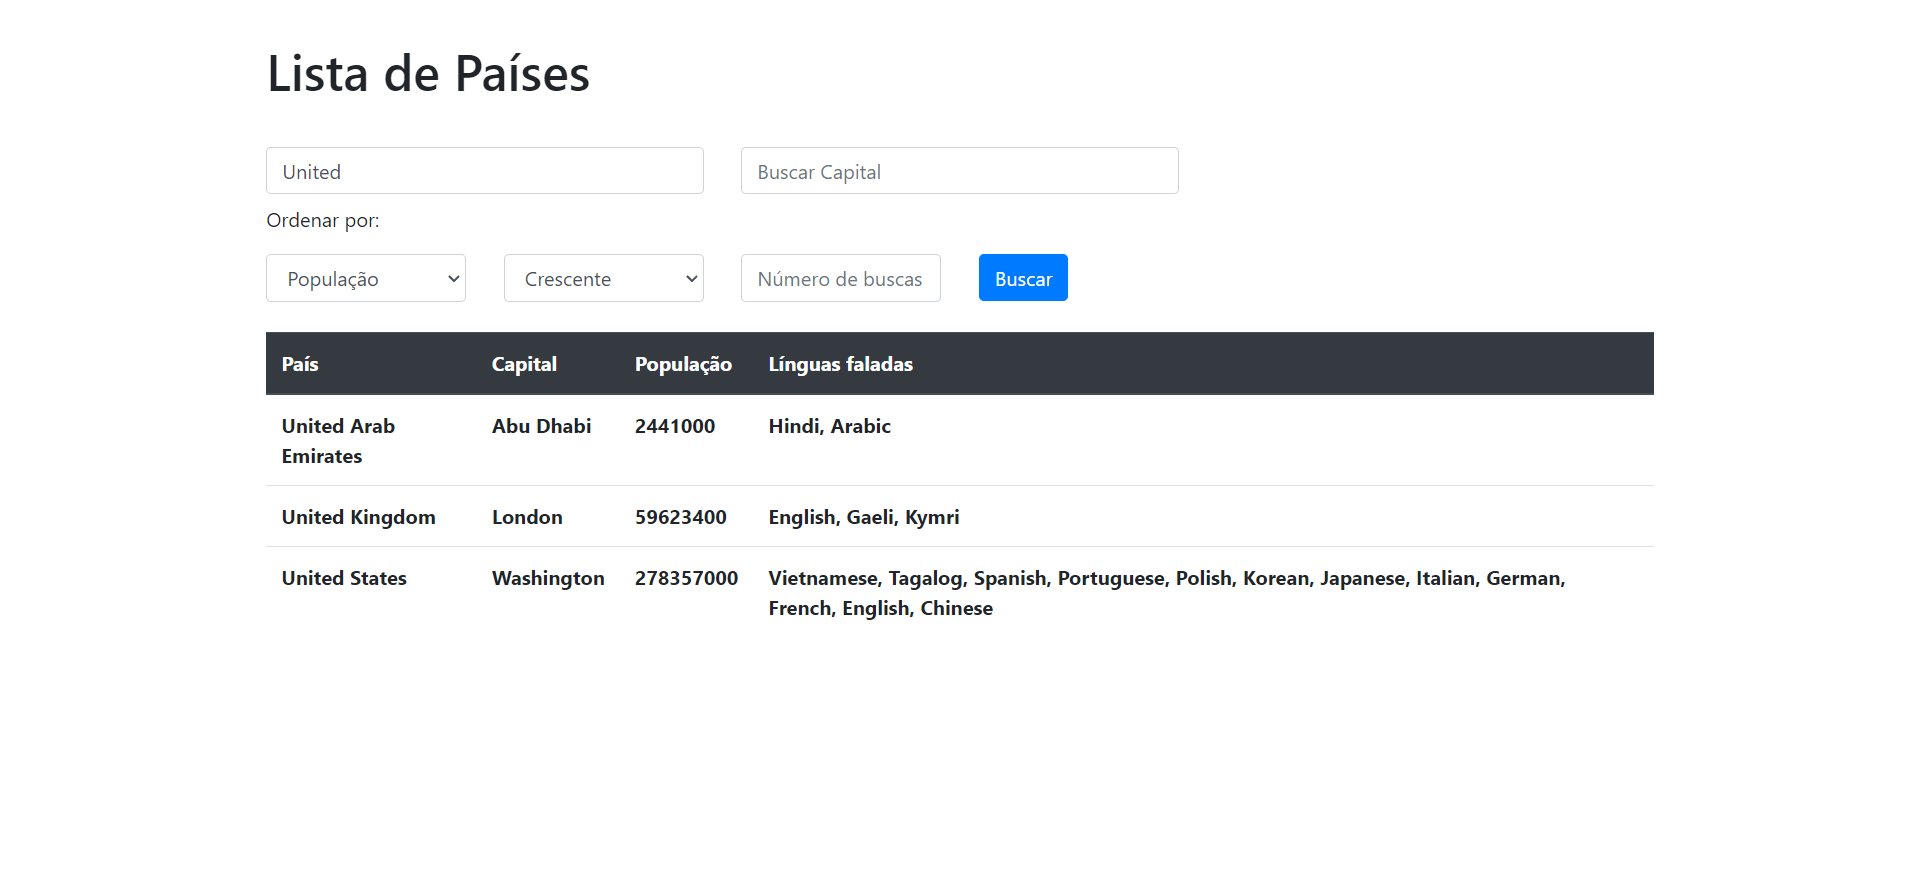 Lista de Países
United
Buscar Capital
Ordenar por:
População
Crescente
Número de buscas
Buscar
País Capital População Línguas faladas
United Arab Emirates Abu Dhabi 2441000 Hindi, Arabic
United Kingdom London 59623400 English, Gaeli, Kymri
United States Washington 278357000 Vietnamese, Tagalog, Spanish, Portuguese, Polish, Korean, Japanese, Italian, German,
French, English, Chinese